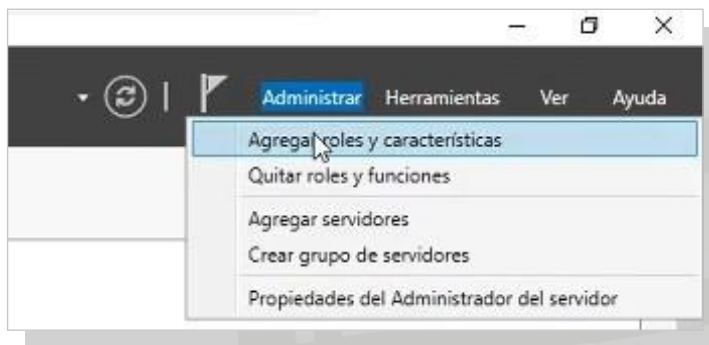 Administrar Herramientas Ver Ayuda
Agregar roles y características
Quitar roles y funciones
Agregar servidores
Crear grupo de servidores
Propiedades del Administrador del servidor